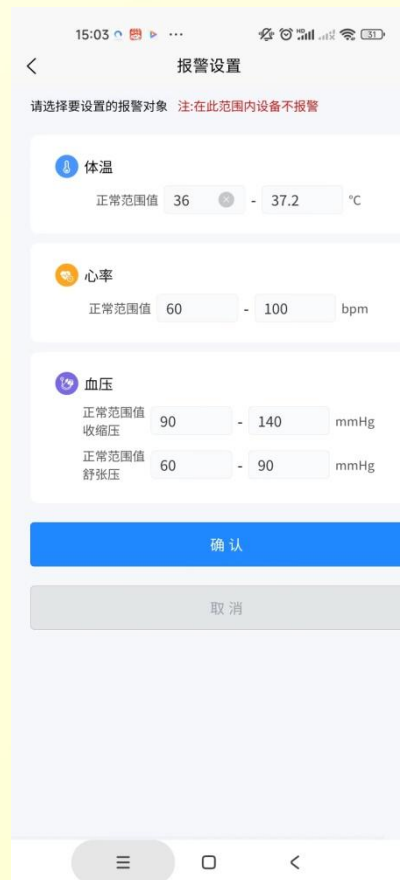 15:03 ...
31
报警设置
请选择要设置的报警对象 注:在此范围内设备不报警
体温
正常范围值 36 - 37.2 ℃
心率
正常范围值 60 - 100 bpm
血压
正常范围值
收缩压 90 - 140 mmHg
正常范围值
舒张压 60 - 90 mmHg
确认
取消